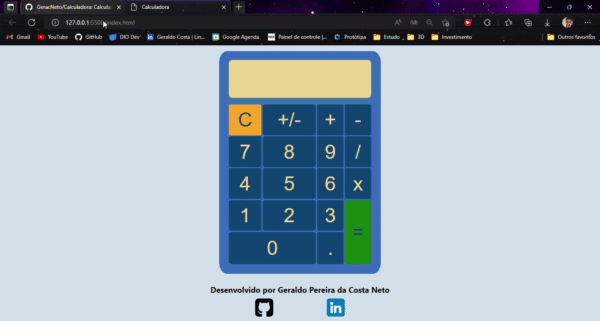 GeracNeto/Calculadora: Calculad
Calculadora
127.0.0.1:5500/index.html
Gmail YouTube GitHub DIO Dev Geraldo Costa | Lin... Google Agenda Painel de controle |... Protótipo Estudo 3D Investimento Outros favoritos
C +/- + -
7 8 9 /
4 5 6 x
1 2 3
=
0 .
Desenvolvido por Geraldo Pereira da Costa Neto
in